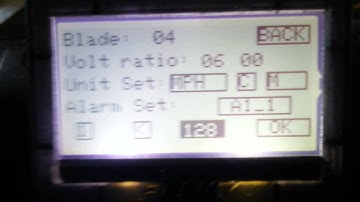 Blade: 04 BACK
Volt ratio: 06 00
Unit Set: MPH C M
Alarm Set: A1_1
K 128 OK